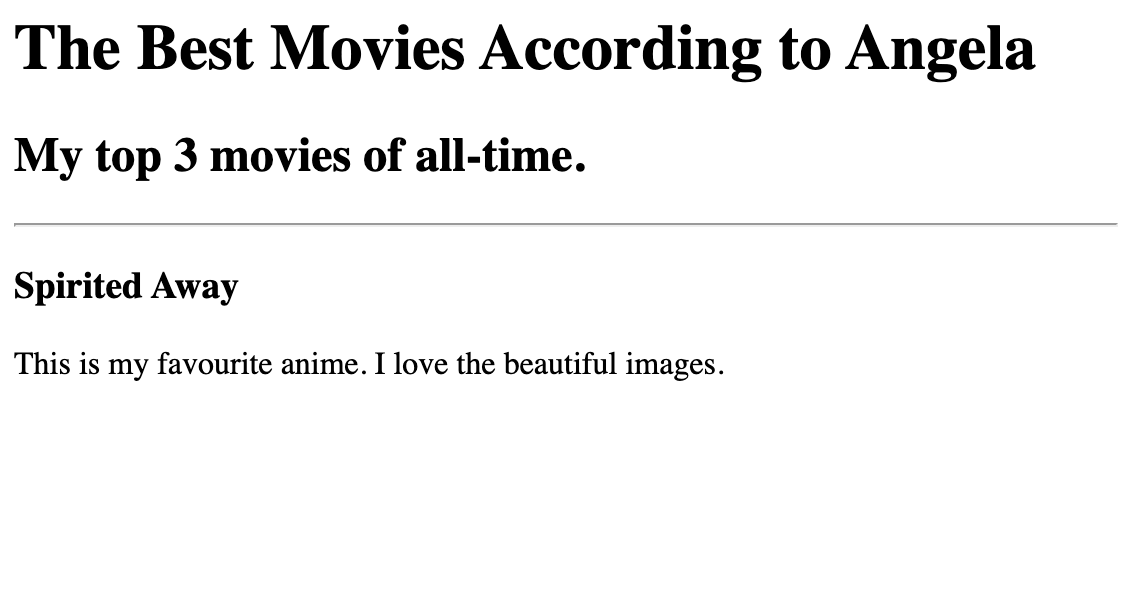 The Best Movies According to Angela
My top 3 movies of all-time.
Spirited Away
This is my favourite anime. I love the beautiful images.